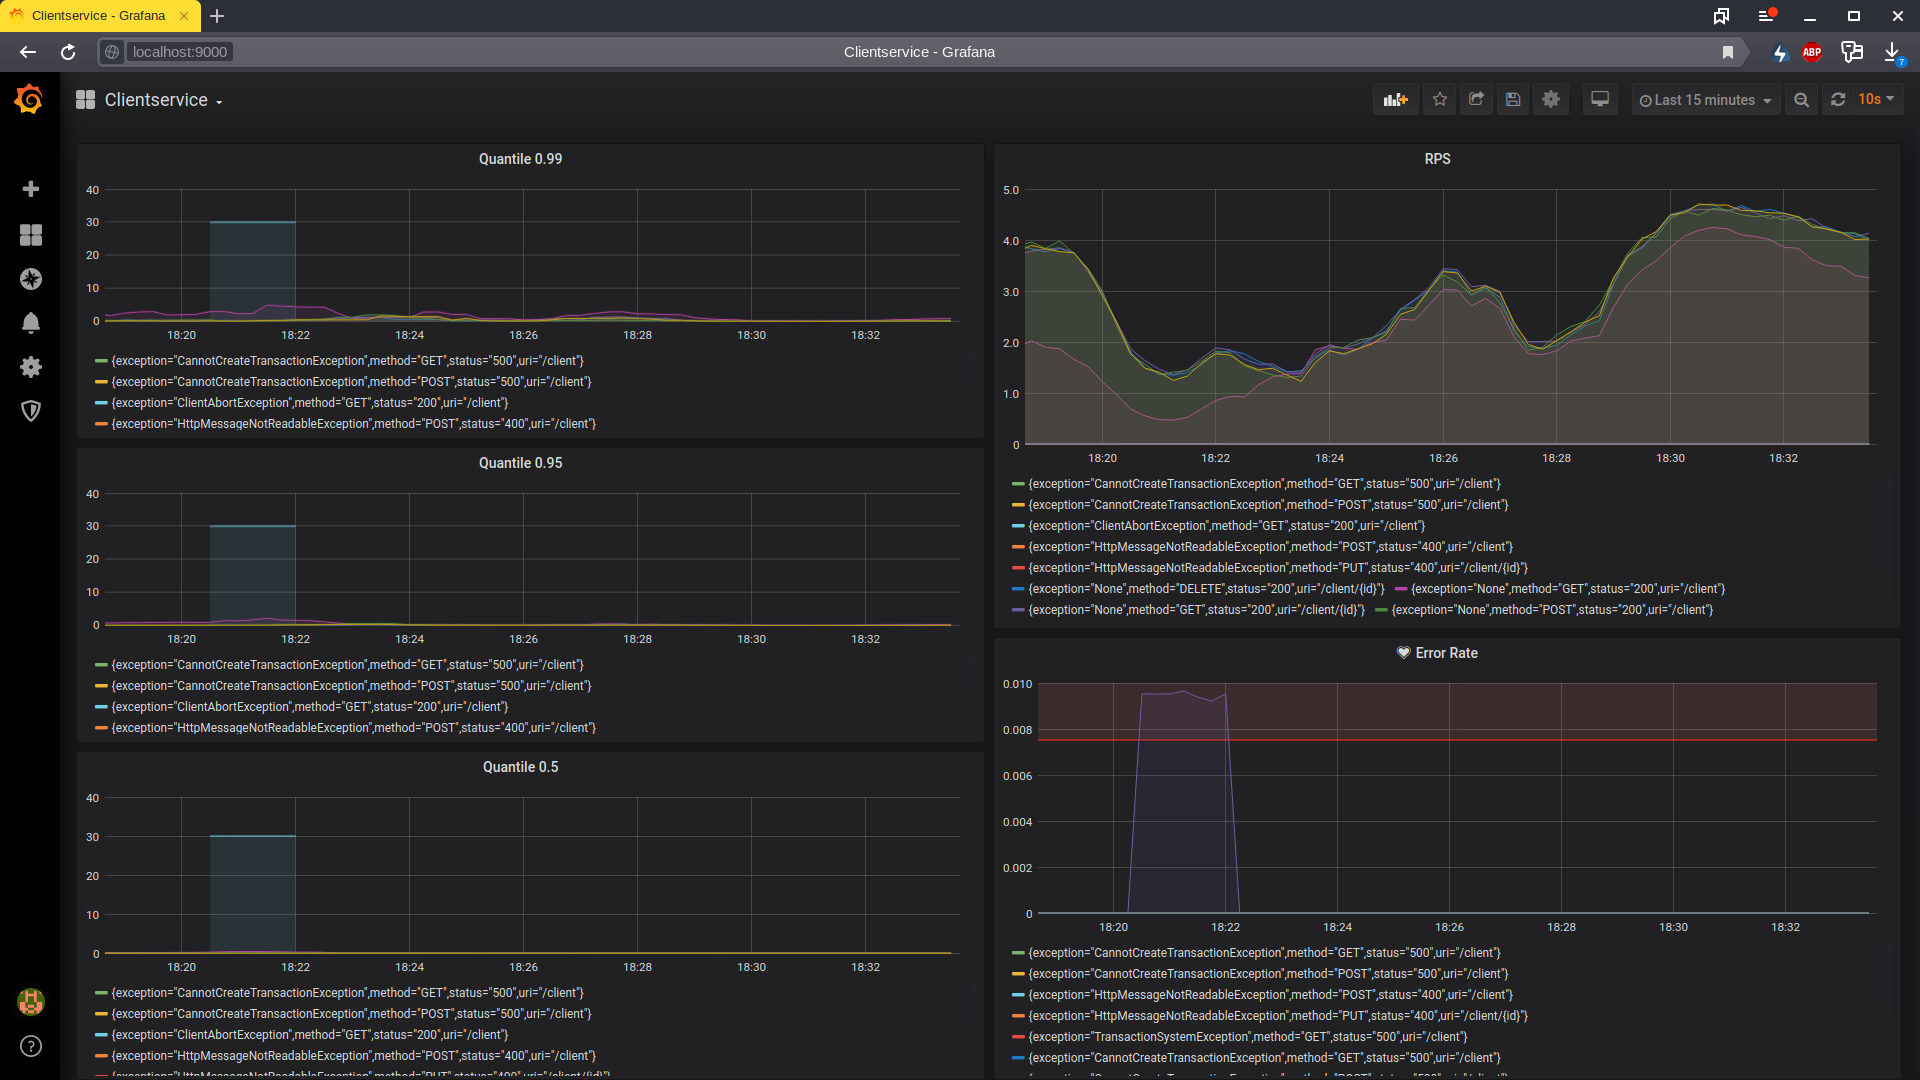 Clientservice - Grafana
localhost:9000
Clientservice - Grafana
ABP
7
Clientservice
Last 15 minutes
10s
Quantile 0.99
40
30
20
10
0
18:20 18:22 18:24 18:26 18:28 18:30 18:32
{exception="CannotCreateTransactionException",method="GET",status="500",uri="/client"}
{exception="CannotCreateTransactionException",method="POST",status="500",uri="/client"}
{exception="ClientAbortException",method="GET",status="200",uri="/client"}
{exception="HttpMessageNotReadableException",method="POST",status="400",uri="/client"}
Quantile 0.95
40
30
20
10
0
18:20 18:22 18:24 18:26 18:28 18:30 18:32
{exception="CannotCreateTransactionException",method="GET",status="500",uri="/client"}
{exception="CannotCreateTransactionException",method="POST",status="500",uri="/client"}
{exception="ClientAbortException",method="GET",status="200",uri="/client"}
{exception="HttpMessageNotReadableException",method="POST",status="400",uri="/client"}
Quantile 0.5
40
30
20
10
0
18:20 18:22 18:24 18:26 18:28 18:30 18:32
{exception="CannotCreateTransactionException",method="GET",status="500",uri="/client"}
{exception="CannotCreateTransactionException",method="POST",status="500",uri="/client"}
{exception="ClientAbortException",method="GET",status="200",uri="/client"}
{exception="HttpMessageNotReadableException",method="POST",status="400",uri="/client"}
{exception="HttpMessageNotReadableException",method="PUT",status="400",uri="/client/{id}"}
RPS
5.0
4.0
3.0
2.0
1.0
0
18:20 18:22 18:24 18:26 18:28 18:30 18:32
{exception="CannotCreateTransactionException",method="GET",status="500",uri="/client"}
{exception="CannotCreateTransactionException",method="POST",status="500",uri="/client"}
{exception="ClientAbortException",method="GET",status="200",uri="/client"}
{exception="HttpMessageNotReadableException",method="POST",status="400",uri="/client"}
{exception="HttpMessageNotReadableException",method="PUT",status="400",uri="/client/{id}"}
{exception="None",method="DELETE",status="200",uri="/client/{id}"} {exception="None",method="GET",status="200",uri="/client"}
{exception="None",method="GET",status="200",uri="/client/{id}"} {exception="None",method="POST",status="200",uri="/client"}
Error Rate
0.010
0.008
0.006
0.004
0.002
0
18:20 18:22 18:24 18:26 18:28 18:30 18:32
{exception="CannotCreateTransactionException",method="GET",status="500",uri="/client"}
{exception="CannotCreateTransactionException",method="POST",status="500",uri="/client"}
{exception="HttpMessageNotReadableException",method="POST",status="400",uri="/client"}
{exception="HttpMessageNotReadableException",method="PUT",status="400",uri="/client/{id}"}
{exception="TransactionSystemException",method="GET",status="500",uri="/client"}
{exception="CannotCreateTransactionException",method="GET",status="500",uri="/client"}